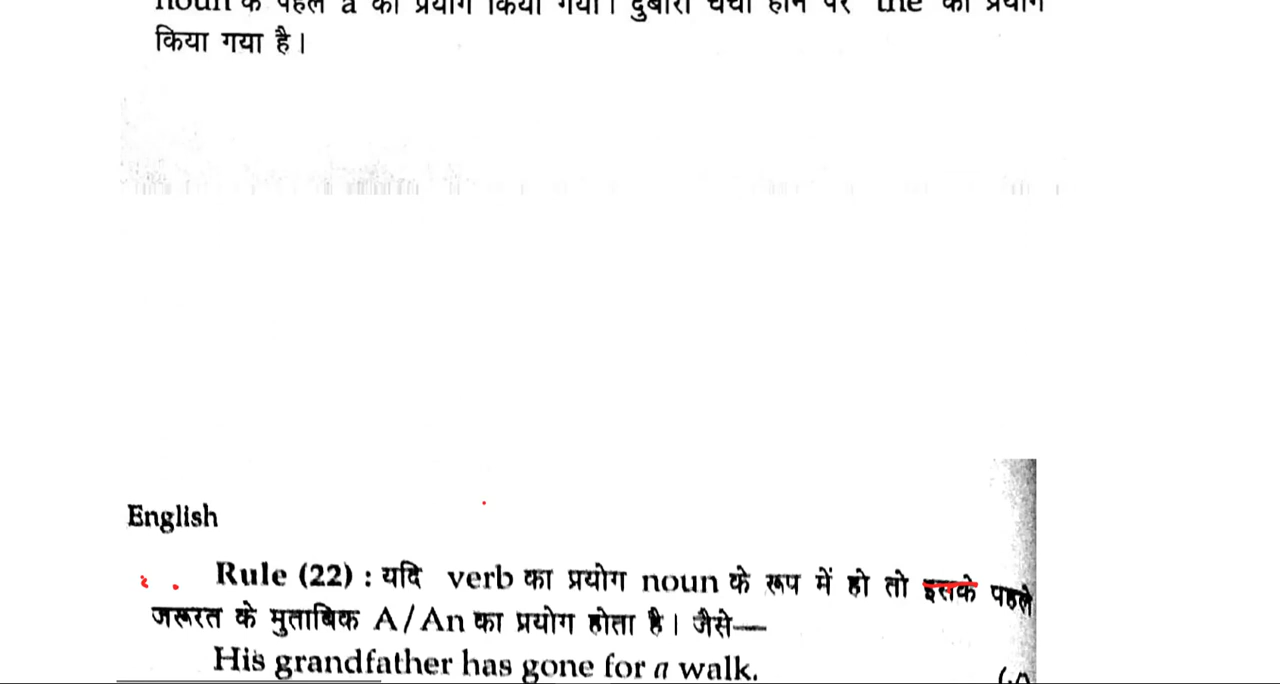 noun के पहले a का प्रयोग किया गया। दुबारा चर्चा होने पर the का प्रयोग
किया गया है।
English
Rule (22) : यदि verb का प्रयोग noun के रूप में हो तो इसके पहले
जरूरत के मुताबिक A/An का प्रयोग होता है। जैसे—
His grandfather has gone for a walk.